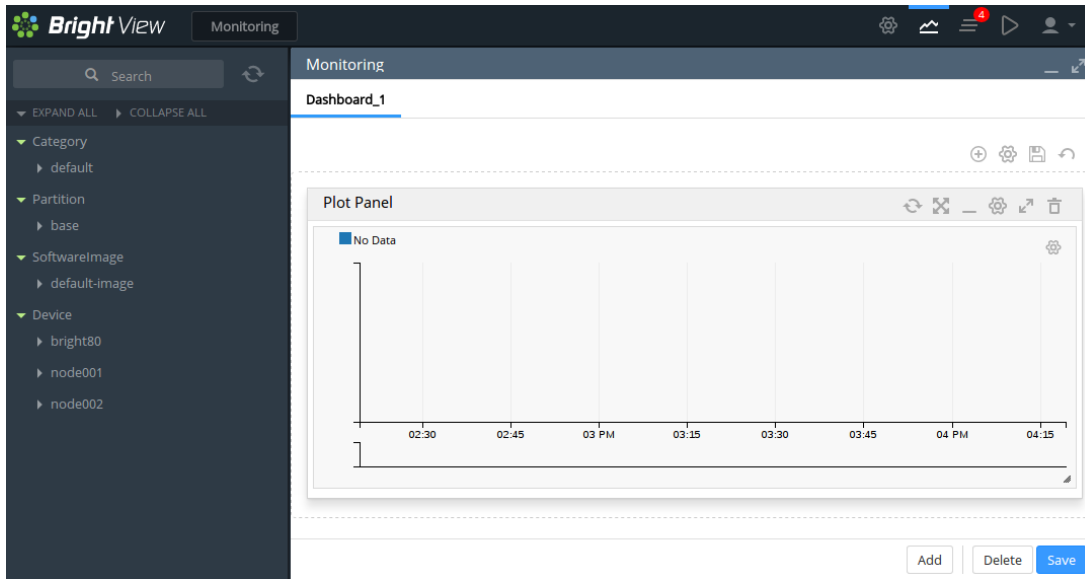 Bright View
Monitoring
4
Search
EXPAND ALL COLLAPSE ALL
Category
default
Partition
base
SoftwareImage
default-image
Device
bright80
node001
node002
Monitoring
Dashboard_1
Plot Panel
No Data
02:30 02:45 03 PM 03:15 03:30 03:45 04 PM 04:15
Add Delete Save